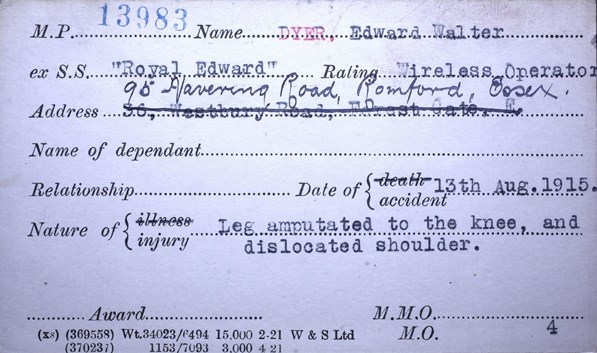 13983
M.P. Name DYER, Edward Walter
ex S.S. "Royal Edward" Rating Wireless Operator
95 Havering Road, Romford, Essex.
Address 36, Westbury Road, Forest Gate, E.
Name of dependant
Relationship Date of { death accident 13th Aug. 1915.
Nature of { illness injury Leg amputated to the knee, and
dislocated shoulder.
Award M.M.O.
(xs) (369558) Wt.34023/6494 15,000 2-21 W & S Ltd M.O. 4
(370237) 1153/7093 3,000 4 21